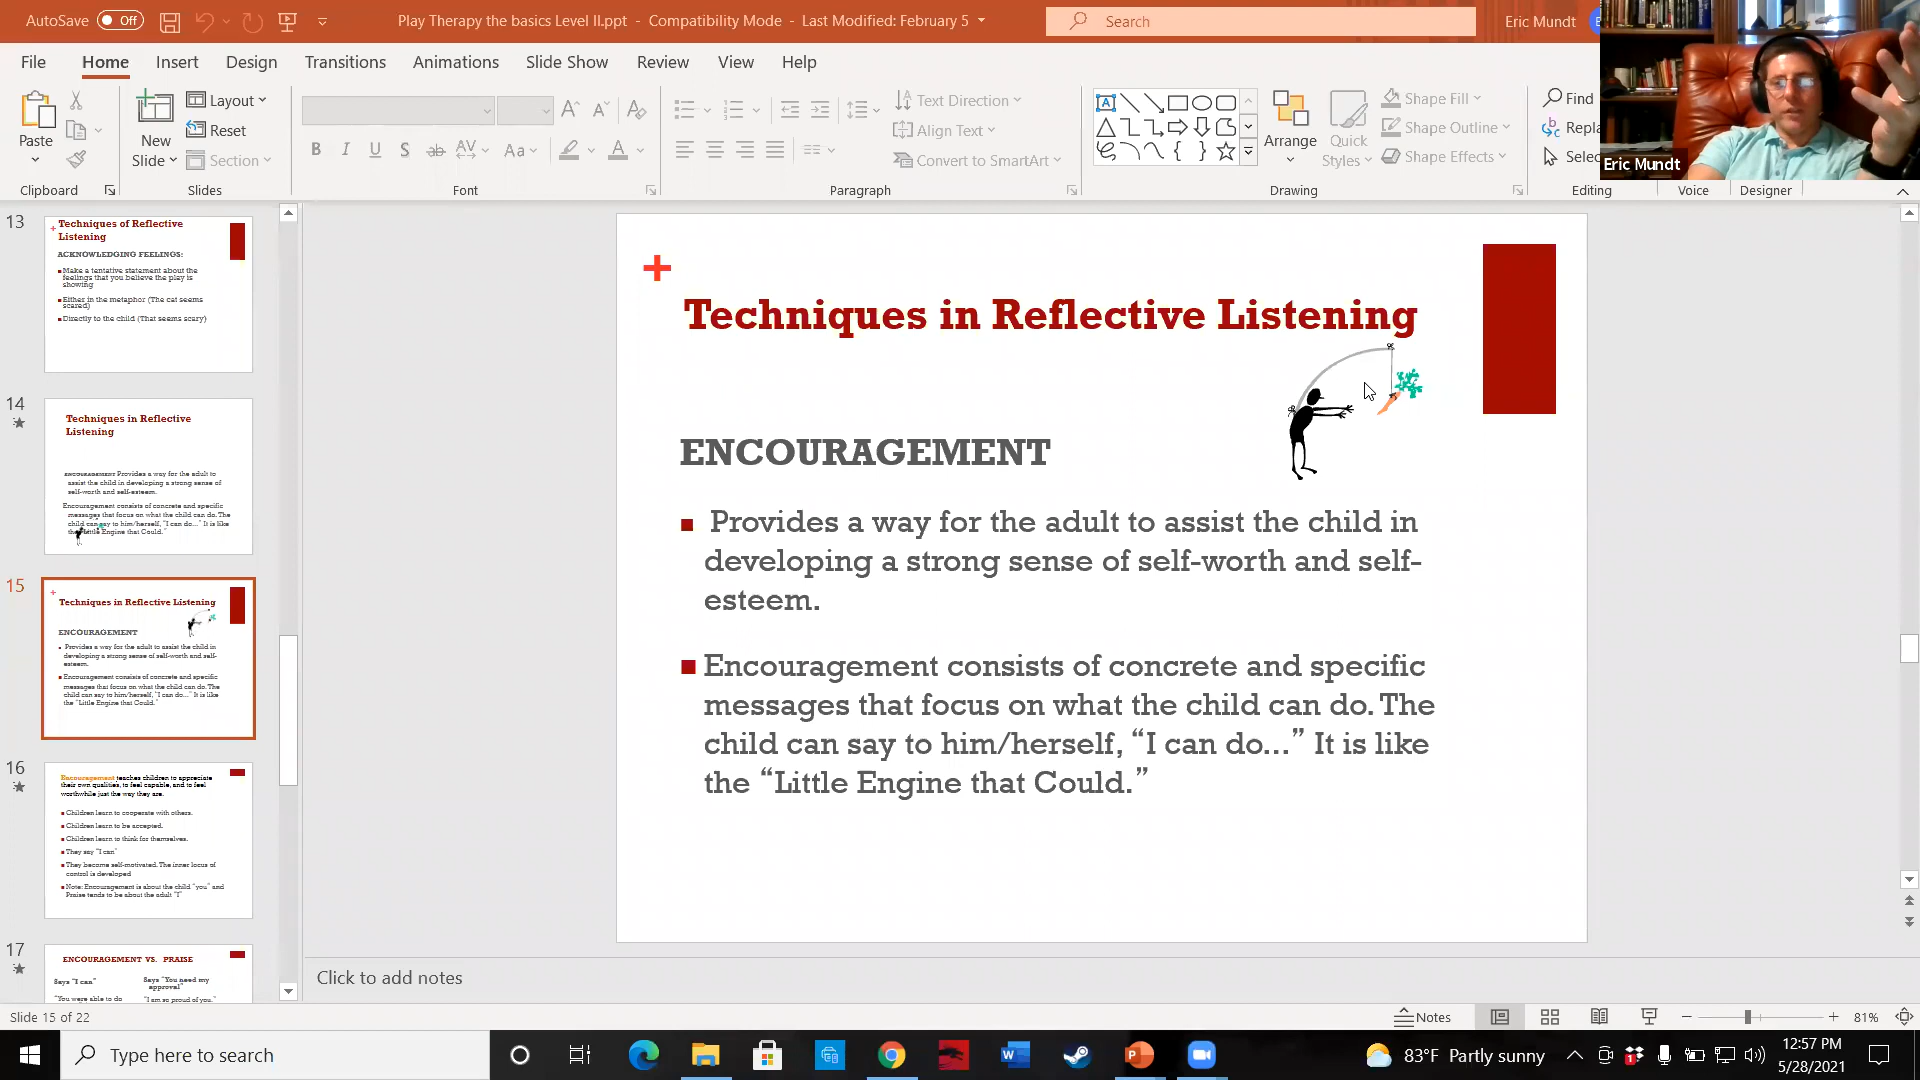 AutoSave Off Play Therapy the basics Level II.ppt - Compatibility Mode - Last Modified: February 5 Search Eric Mundt
File Home Insert Design Transitions Animations Slide Show Review View Help
Paste New Slide Layout Reset Section
B I U S ab AV Aa A
Text Direction Align Text Convert to SmartArt
Arrange Quick Styles Shape Fill Shape Outline Shape Effects
Find Repla Selec
Clipboard Slides Font Paragraph Drawing Editing Voice Designer
Eric Mundt
13
Techniques of Reflective
Listening
ACKNOWLEDGING FEELINGS:
Make a tentative statement about the
feelings that you believe the play is
showing
Either in the metaphor (The cat seems
scared)
Directly to the child (That seems scary)
14
Techniques in Reflective
Listening
ENCOURAGEMENT Provides a way for the adult to
assist the child in developing a strong sense of
self-worth and self-esteem.
Encouragement consists of concrete and specific
messages that focus on what the child can do. The
child can say to him/herself, "I can do..." It is like
the "Little Engine that Could."
15
Techniques in Reflective Listening
ENCOURAGEMENT
Provides a way for the adult to assist the child in
developing a strong sense of self-worth and self-
esteem.
Encouragement consists of concrete and specific
messages that focus on what the child can do. The
child can say to him/herself, "I can do..." It is like
the "Little Engine that Could."
16
Encouragement teaches children to appreciate
their own qualities, to feel capable, and to feel
worthwhile just the way they are.
Children learn to cooperate with others.
Children learn to be accepted.
Children learn to think for themselves.
They say "I can"
They become self-motivated. The inner locus of
control is developed
Note: Encouragement is about the child "you" and
Praise tends to be about the adult "I"
17
ENCOURAGEMENT VS. PRAISE
Says "I can" Says "You need my
approval"
"You were able to do "I am so proud of you."
Techniques in Reflective Listening
ENCOURAGEMENT
Provides a way for the adult to assist the child in
developing a strong sense of self-worth and self-
esteem.
Encouragement consists of concrete and specific
messages that focus on what the child can do. The
child can say to him/herself, “I can do...” It is like
the “Little Engine that Could.”
Click to add notes
Slide 15 of 22 Notes 81%
Type here to search 83°F Partly sunny 12:57 PM
5/28/2021